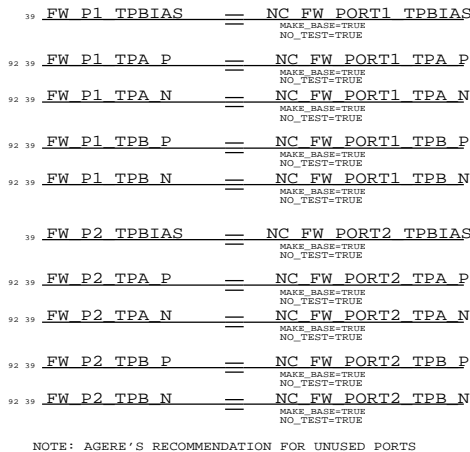 39 FW_P1_TPBIAS = NC_FW_PORT1_TPBIAS
MAKE_BASE=TRUE
NO_TEST=TRUE
92 39 FW_P1_TPA_P = NC_FW_PORT1_TPA_P
MAKE_BASE=TRUE
NO_TEST=TRUE
92 39 FW_P1_TPA_N = NC_FW_PORT1_TPA_N
MAKE_BASE=TRUE
NO_TEST=TRUE
92 39 FW_P1_TPB_P = NC_FW_PORT1_TPB_P
MAKE_BASE=TRUE
NO_TEST=TRUE
92 39 FW_P1_TPB_N = NC_FW_PORT1_TPB_N
MAKE_BASE=TRUE
NO_TEST=TRUE
39 FW_P2_TPBIAS = NC_FW_PORT2_TPBIAS
MAKE_BASE=TRUE
NO_TEST=TRUE
92 39 FW_P2_TPA_P = NC_FW_PORT2_TPA_P
MAKE_BASE=TRUE
NO_TEST=TRUE
92 39 FW_P2_TPA_N = NC_FW_PORT2_TPA_N
MAKE_BASE=TRUE
NO_TEST=TRUE
92 39 FW_P2_TPB_P = NC_FW_PORT2_TPB_P
MAKE_BASE=TRUE
NO_TEST=TRUE
92 39 FW_P2_TPB_N = NC_FW_PORT2_TPB_N
MAKE_BASE=TRUE
NO_TEST=TRUE
NOTE: AGERE'S RECOMMENDATION FOR UNUSED PORTS